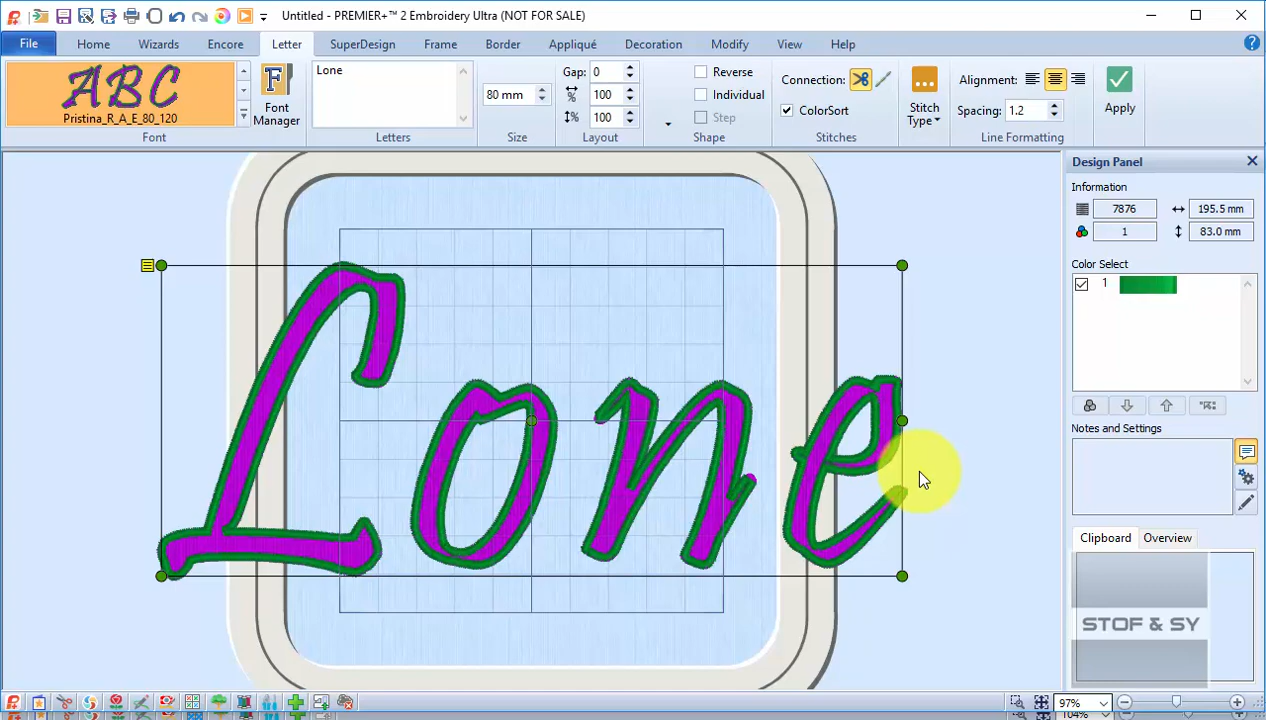 Untitled - PREMIER+™ 2 Embroidery Ultra (NOT FOR SALE)
File Home Wizards Encore Letter SuperDesign Frame Border Appliqué Decoration Modify View Help
ABC
Pristina_R_A_E_80_120
Font
Font Manager
Lone
Letters
80 mm
Size
Gap: 0
100
100
Layout
Reverse
Individual
Step
Shape
Connection:
ColorSort
Stitches
Stitch Type
Alignment:
Spacing: 1.2
Line Formatting
Apply
Lone
Design Panel
Information
7876 195.5 mm
1 83.0 mm
Color Select
1
Notes and Settings
Clipboard Overview
STOF & SY
97%
104%